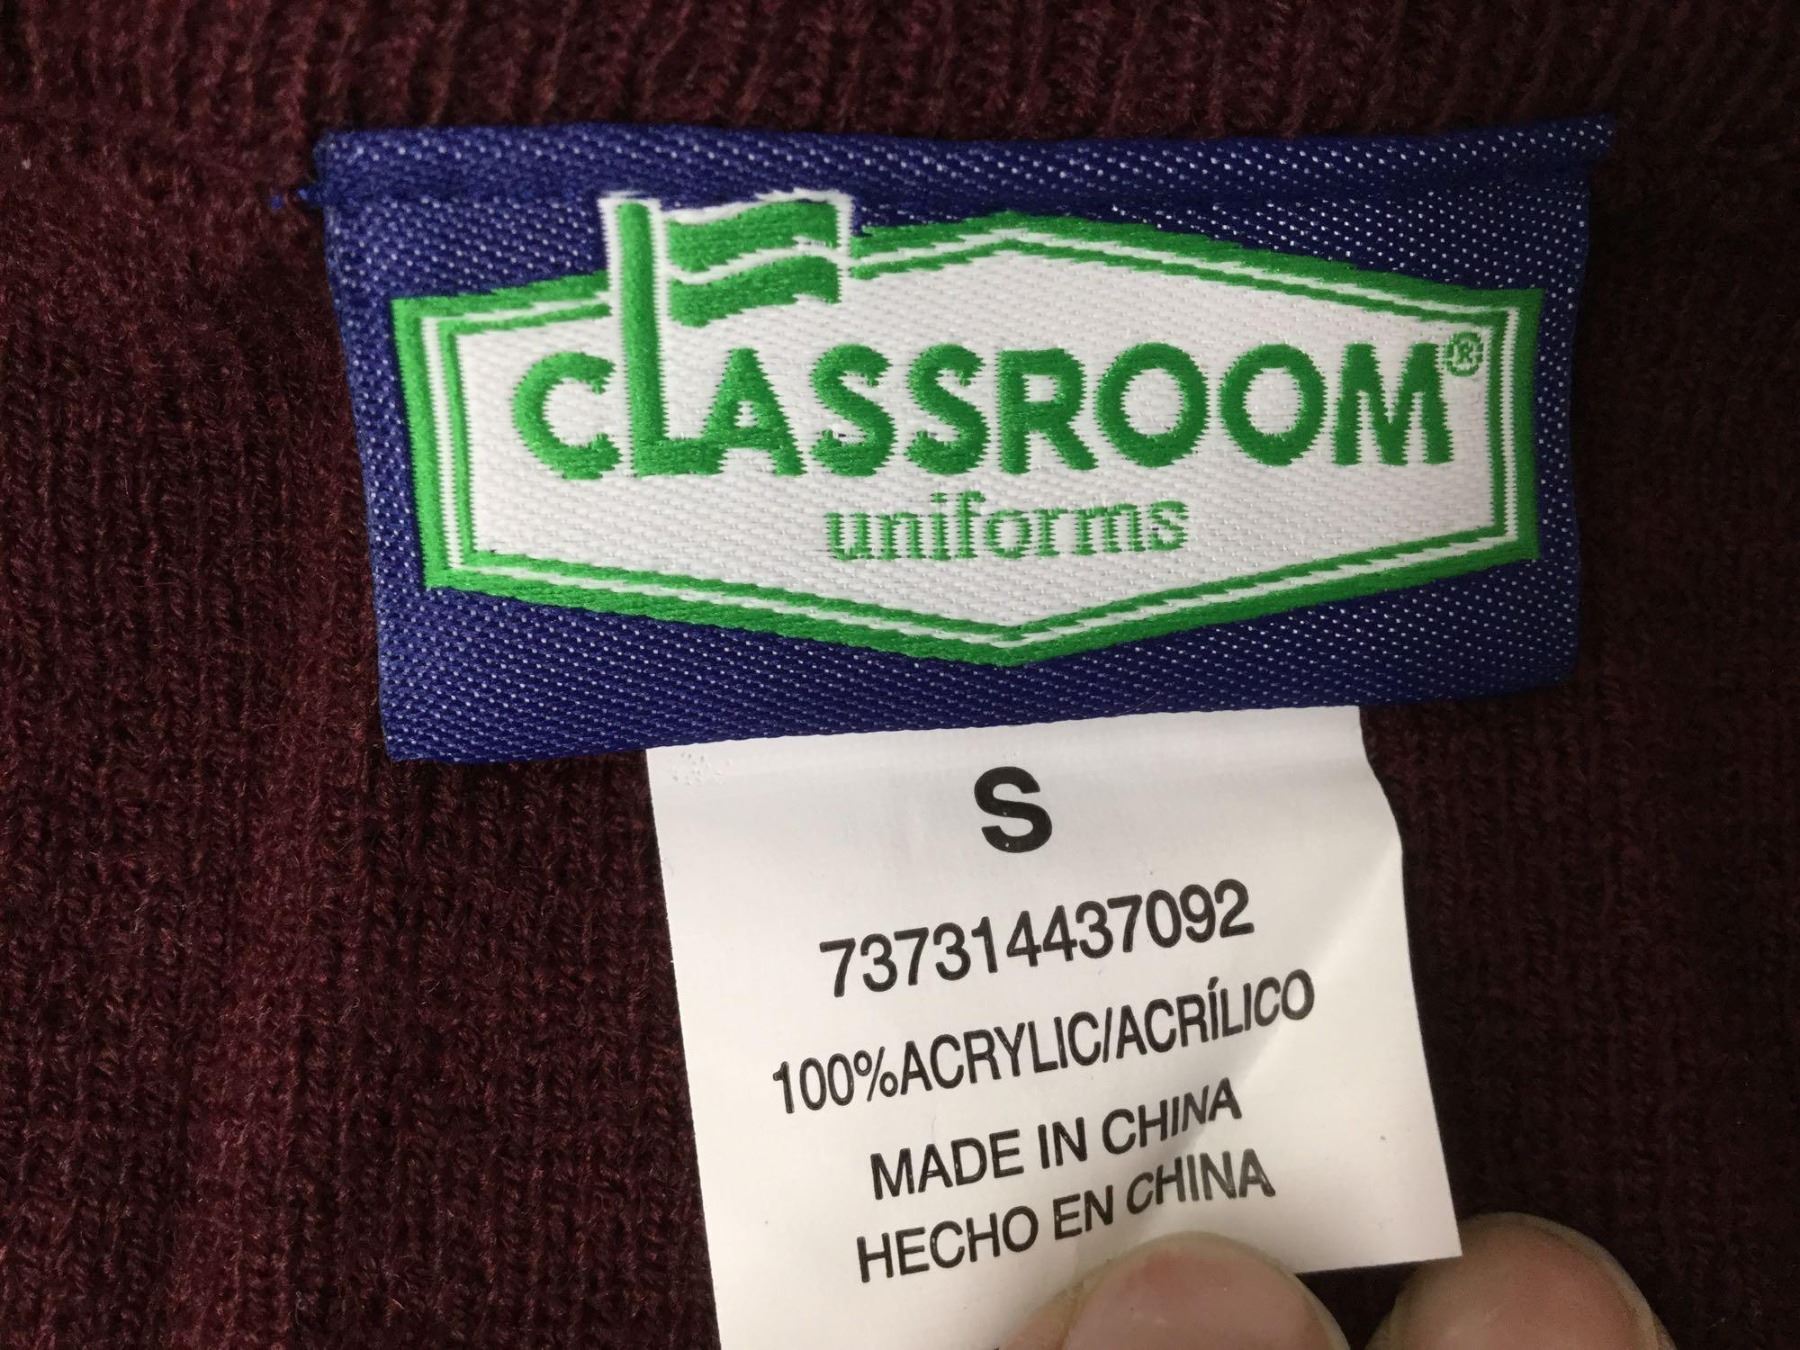 CLASSROOM®
uniforms
S
737314437092
100%ACRYLIC/ACRÍLICO
MADE IN CHINA
HECHO EN CHINA